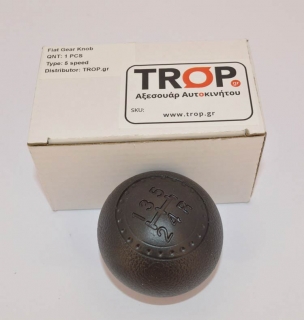 Fiat Gear Knob
QNT: 1 PCS
Type: 5 speed
Distributor: TROP.gr
TROP.gr
Αξεσουάρ Αυτοκινήτου
SKU:
www.trop.gr
1 3 5
2 4 R